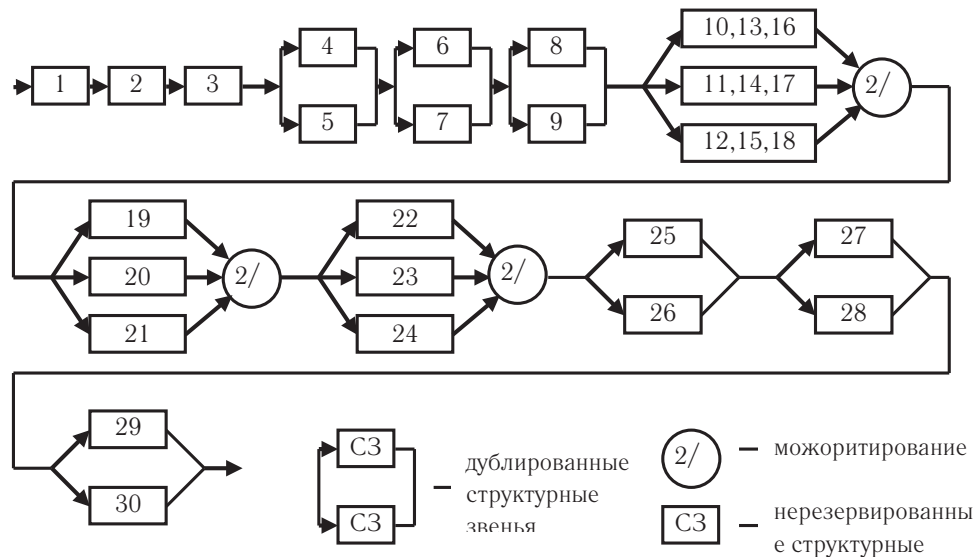 4 6 8 10,13,16
1 2 3 11,14,17 2/
5 7 9 12,15,18
19 22 25 27
20 2/ 23 2/
21 24 26 28
29
30
СЗ
СЗ
– дублированные
структурные
звенья
2/ – можоритирование
СЗ – нерезервированны
е структурные